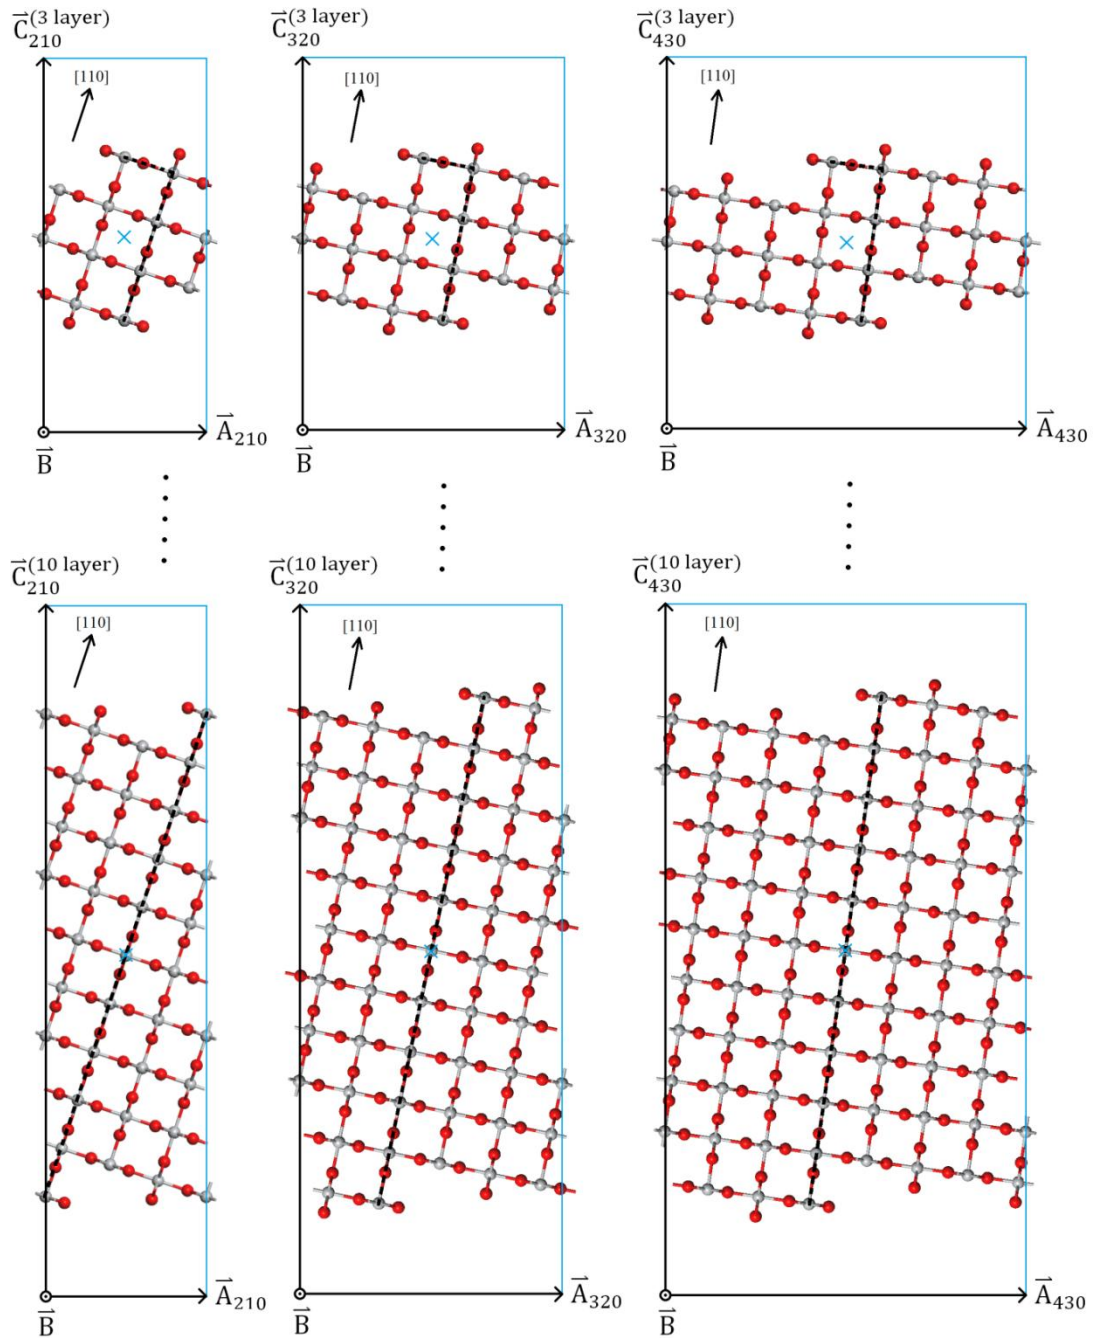 C⃗₂₁₀⁽³ ˡᵃʸᵉʳ⁾ C⃗₃₂₀⁽³ ˡᵃʸᵉʳ⁾ C⃗₄₃₀⁽³ ˡᵃʸᵉʳ⁾
[110] [110] [110]
A⃗₂₁₀ A⃗₃₂₀ A⃗₄₃₀
B⃗ B⃗ B⃗
C⃗₂₁₀⁽¹⁰ ˡᵃʸᵉʳ⁾ C⃗₃₂₀⁽¹⁰ ˡᵃʸᵉʳ⁾ C⃗₄₃₀⁽¹⁰ ˡᵃʸᵉʳ⁾
[110] [110] [110]
A⃗₂₁₀ A⃗₃₂₀ A⃗₄₃₀
B⃗ B⃗ B⃗